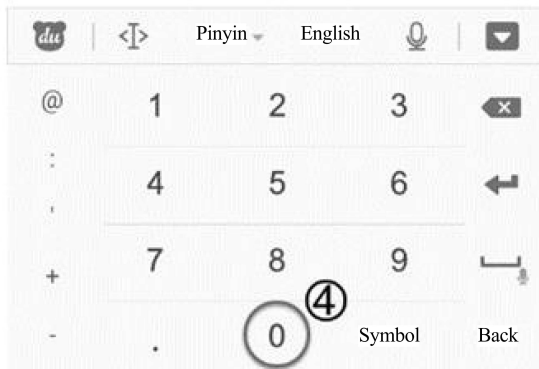 du Pinyin English
@ 1 2 3
:
4 5 6
'
7 8 9
+
④
- . 0 Symbol Back